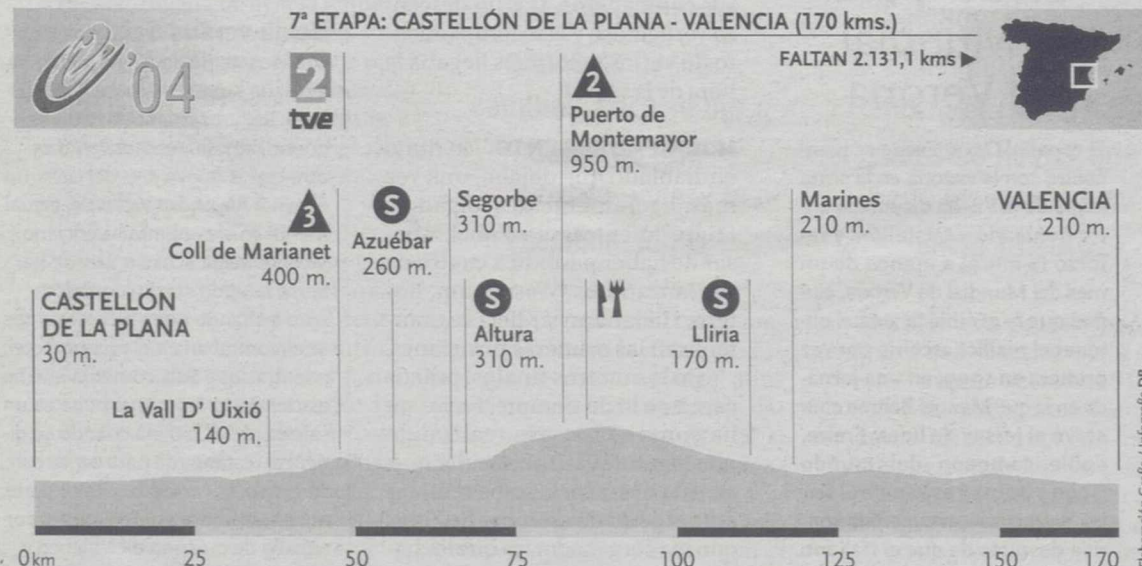 7ª ETAPA: CASTELLÓN DE LA PLANA - VALENCIA (170 kms.)
'04
2
tve
FALTAN 2.131,1 kms
2
Puerto de
Montemayor
950 m.
3
Coll de Marianet
400 m.
S
Azuébar
260 m.
Segorbe
310 m.
Marines
210 m.
VALENCIA
210 m.
CASTELLÓN
DE LA PLANA
30 m.
S
Altura
310 m.
S
Llíria
170 m.
La Vall D' Uixió
140 m.
0km 25 50 75 100 125 150 170